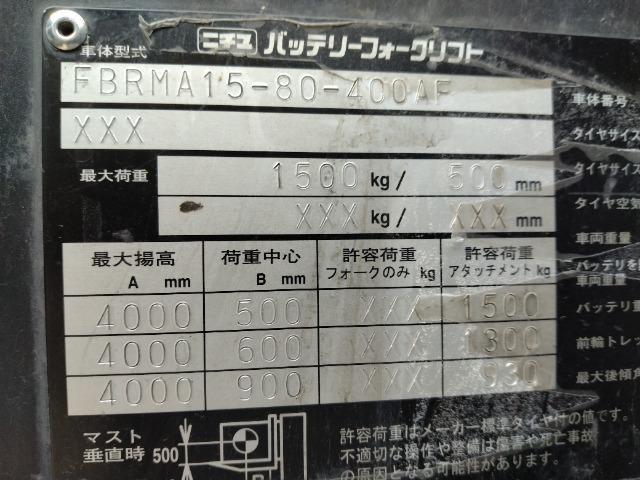 ニチユ バッテリーフォークリフト
車体型式
FBRMA15-80-400AF
XXX
最大荷重 1500 kg/ 500 mm
XXX kg/ XXX mm
最大揚高 A mm 荷重中心 B mm 許容荷重 フォークのみ kg 許容荷重 アタッチメント kg
4000 500 XXX 1500
4000 600 XXX 1300
4000 900 XXX 930
車体番号
タイヤサイズ
タイヤサイズ
タイヤ空気
車両重量
バッテリを
車両重量
バッテリ重
前輪トレッ
最大後傾角
マスト
垂直時 500
B
許容荷重はメーカー標準タイヤ付の値です。
不適切な操作や整備は傷害や死亡事故
の原因となる可能性があります。